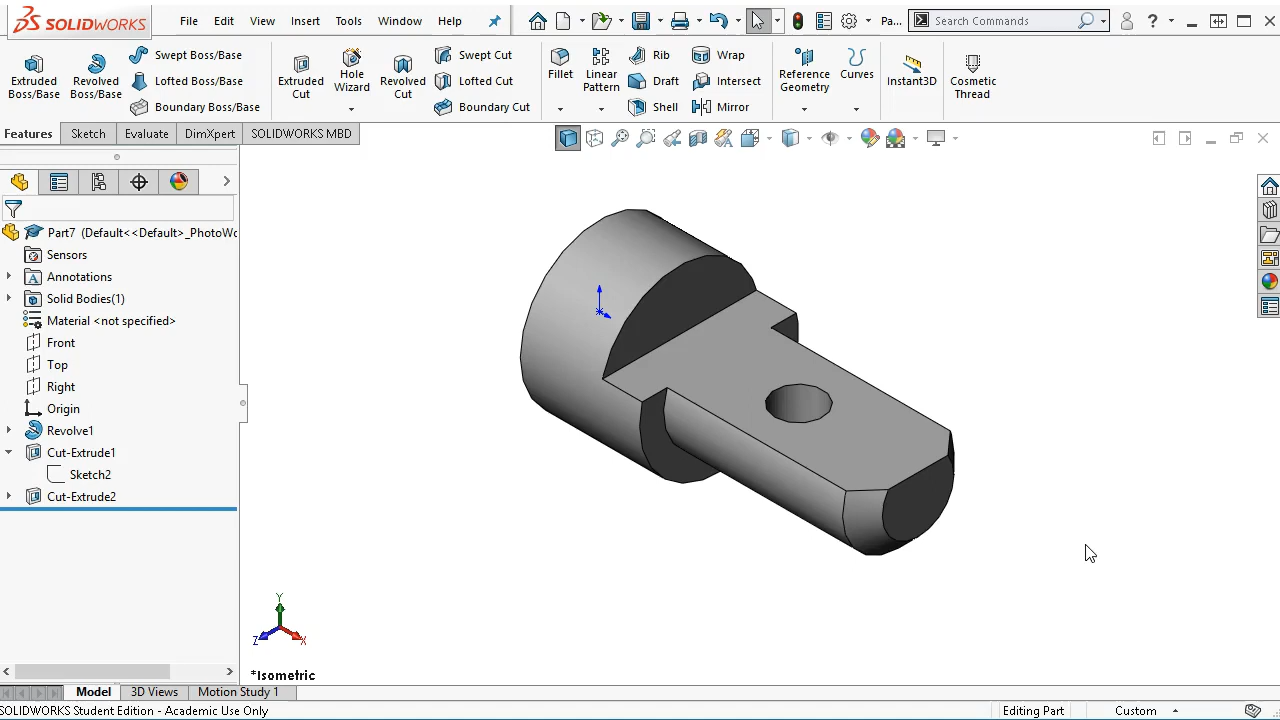 SOLIDWORKS File Edit View Insert Tools Window Help Pa... Search Commands ?
Extruded Boss/Base
Revolved Boss/Base
Swept Boss/Base
Lofted Boss/Base
Boundary Boss/Base
Extruded Cut
Hole Wizard
Revolved Cut
Swept Cut
Lofted Cut
Boundary Cut
Fillet
Linear Pattern
Rib
Draft
Shell
Wrap
Intersect
Mirror
Reference Geometry
Curves
Instant3D
Cosmetic Thread
Features Sketch Evaluate DimXpert SOLIDWORKS MBD
Part7 (Default<<Default>_PhotoWo
Sensors
Annotations
Solid Bodies(1)
Material <not specified>
Front
Top
Right
Origin
Revolve1
Cut-Extrude1
Sketch2
Cut-Extrude2
Y
Z X
*Isometric
Model 3D Views Motion Study 1
SOLIDWORKS Student Edition - Academic Use Only Editing Part Custom